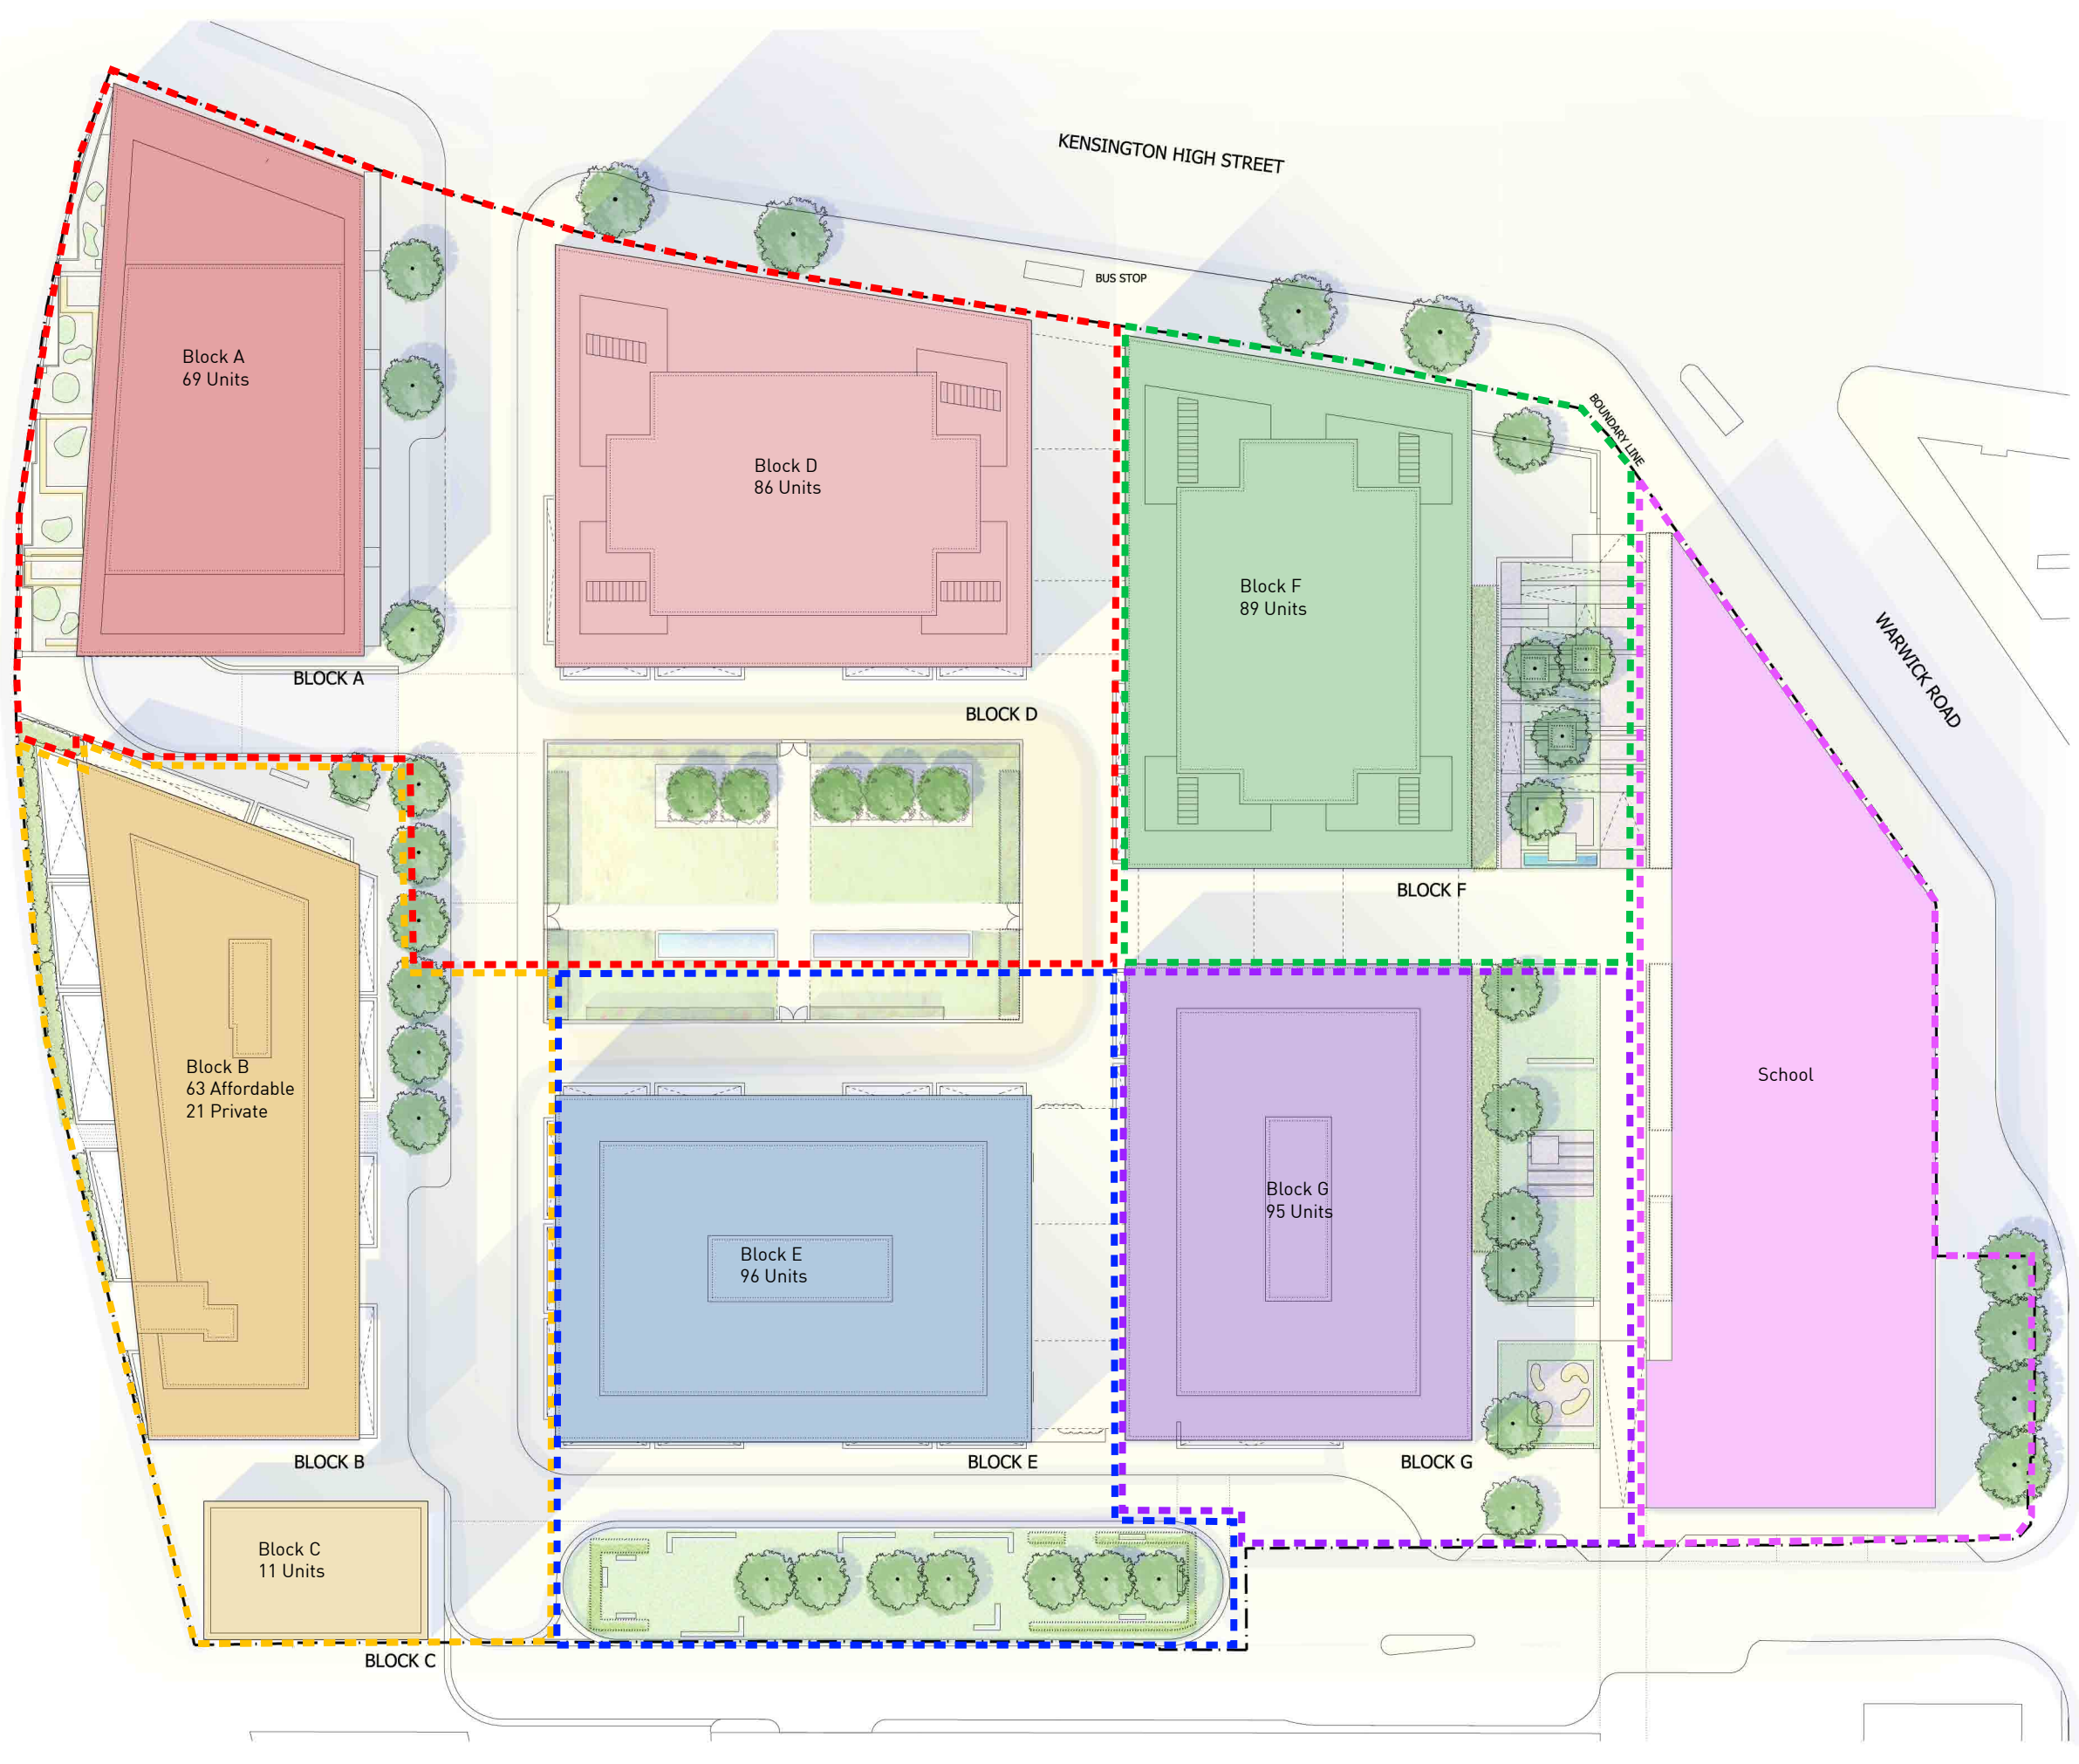 KENSINGTON HIGH STREET
BUS STOP
Block A
69 Units
BOUNDARY LINE
Block D
86 Units
Block F
89 Units
WARWICK ROAD
BLOCK A
BLOCK D
BLOCK F
Block B
63 Affordable
21 Private
School
Block G
95 Units
Block E
96 Units
BLOCK B
BLOCK E
BLOCK G
Block C
11 Units
BLOCK C